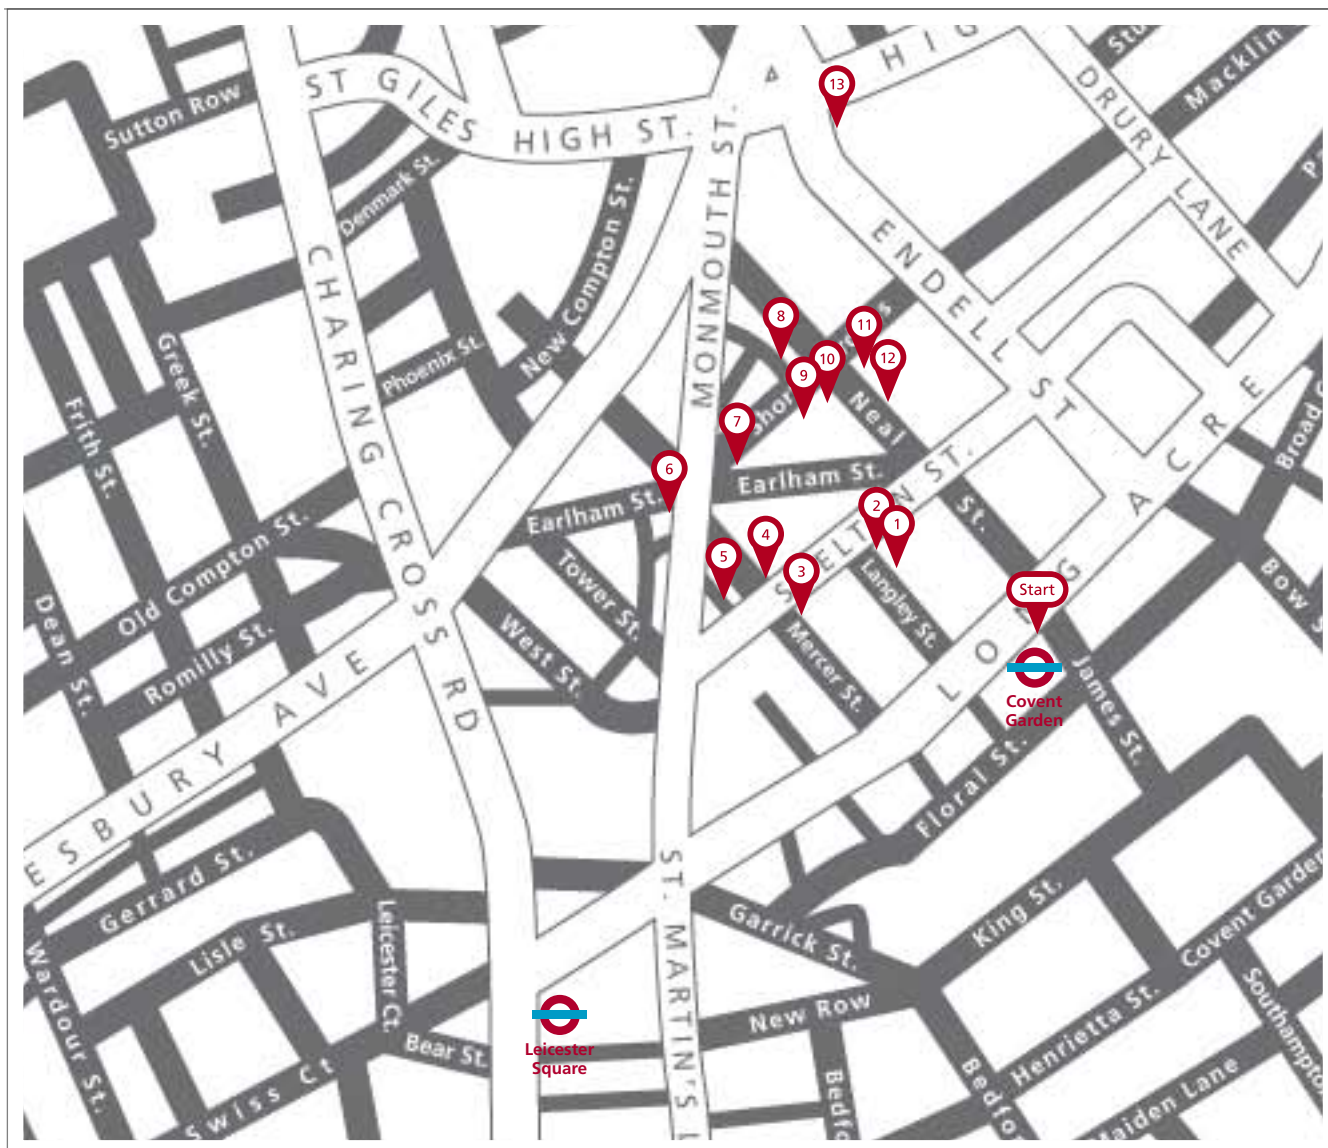 ST GILES HIGH ST.
HIG
Stu
Macklin
DRURY LANE
13
Sutton Row
Denmark St.
MONMOUTH ST.
New Compton St.
ENDELL ST
CHARING CROSS RD
Greek St.
Phoenix St.
Frith St.
8
11
10
12
9
7
Shor
Neal
St.
6
Earlham St.
Earlham St.
2
1
4
5
3
Old Compton St.
Tower St.
West St.
Langley St.
Mercer St.
ACRE
Start
Covent
Garden
James St.
Broad
Bow S
Dean St.
Romilly St.
ESBURY AVE
Floral St.
Gerrard St.
Lisle St.
Leicester Ct.
Wardour St.
ST. MARTIN'S L
Garrick St.
King St.
Covent Garden
Southampton
New Row
Henrietta St.
Leicester
Square
Bear St.
Swiss Ct
Bedfo
Bedfo
aiden Lane